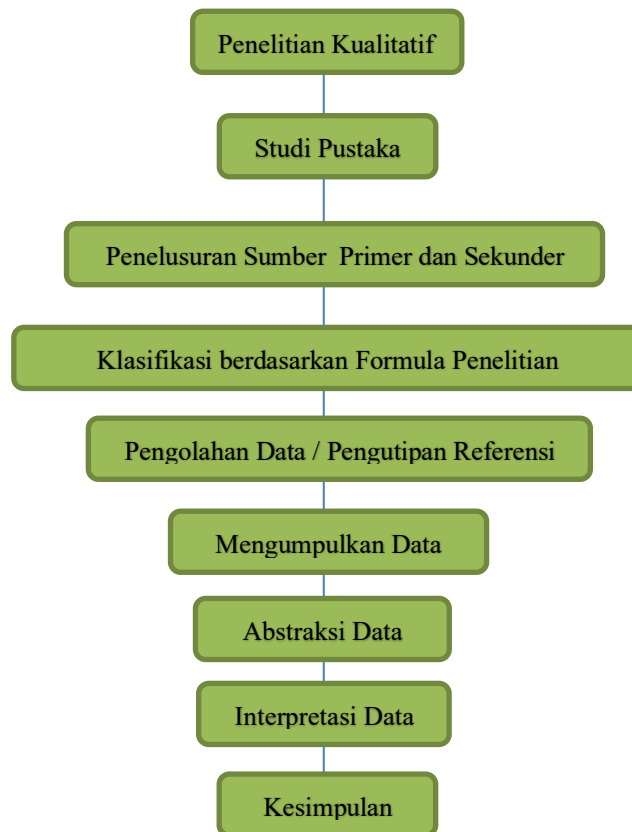 Penelitian Kualitatif
Studi Pustaka
Penelusuran Sumber Primer dan Sekunder
Klasifikasi berdasarkan Formula Penelitian
Pengolahan Data / Pengutipan Referensi
Mengumpulkan Data
Abstraksi Data
Interpretasi Data
Kesimpulan